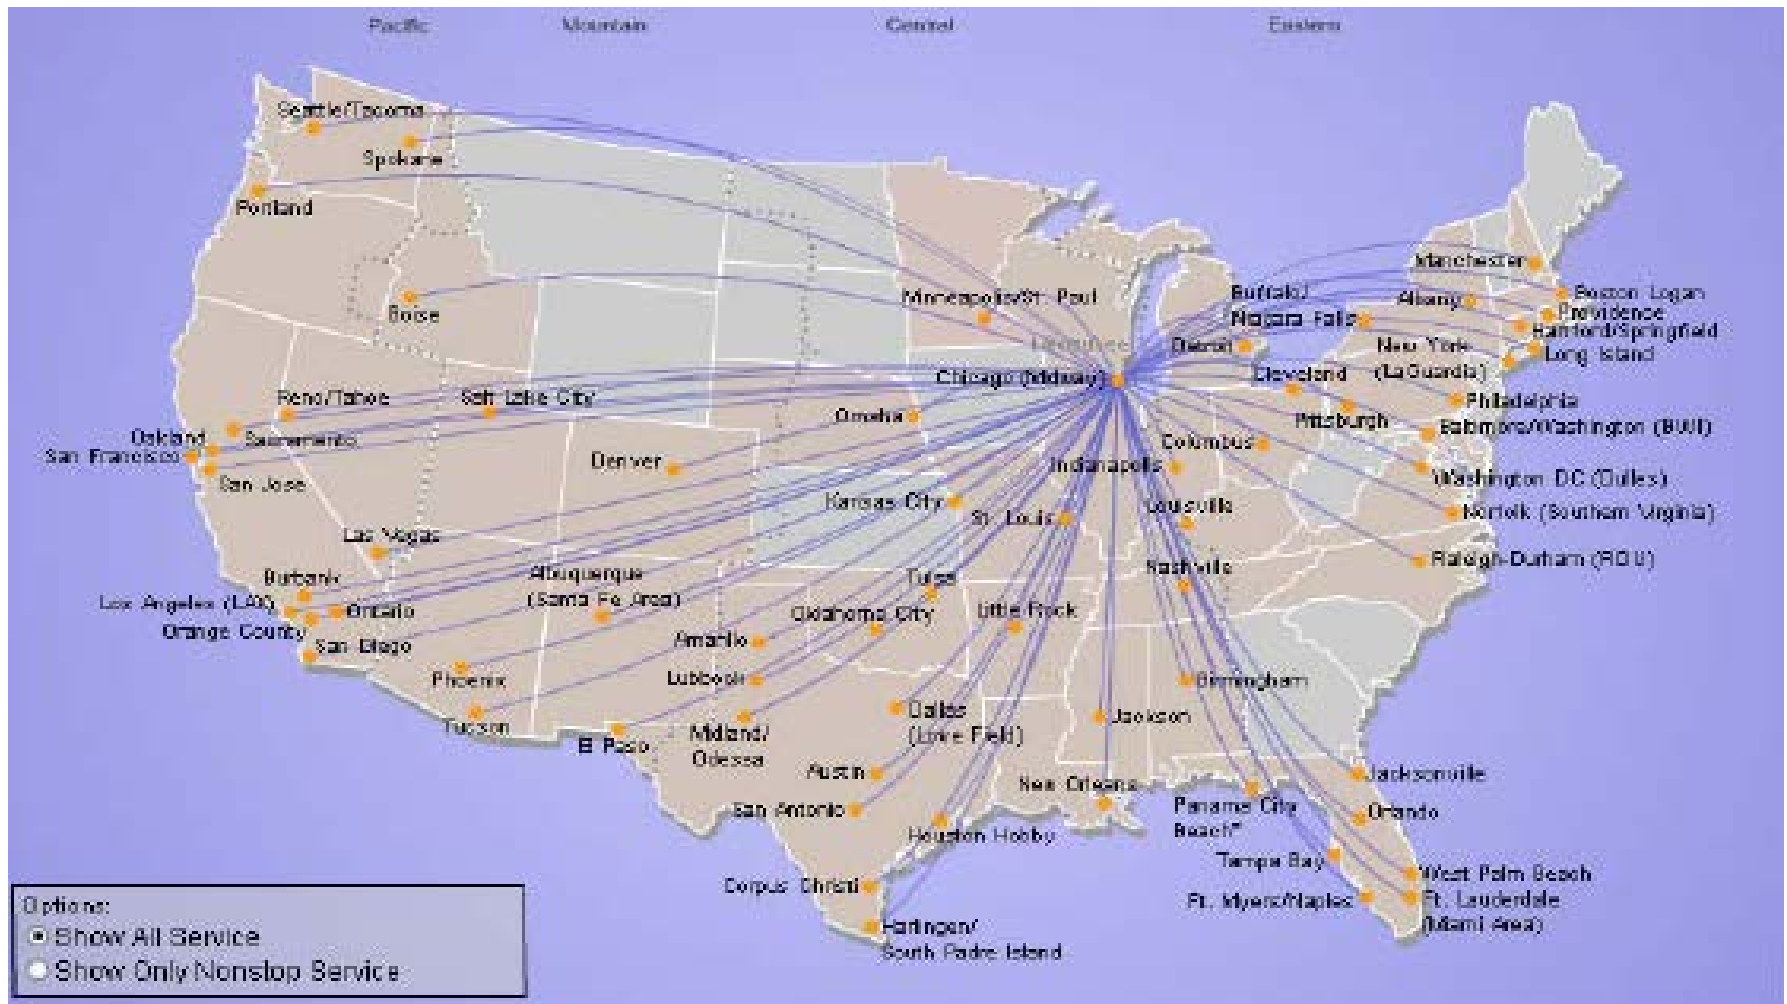 Pacific Mountain Central Eastern
Seattle/Tacoma
Spokane
Portland
Boise
Minneapolis/St. Paul
Manchester
Buffalo/
Niagara Falls
Albany
Boston Logan
Providence
Hartford/Springfield
Long Island
Detroit
New York
(LaGuardia)
Chicago (Midway)
Cleveland
Reno/Tahoe
Salt Lake City
Omaha
Pittsburgh
Philadelphia
Baltimore/Washington (BWI)
Oakland
Sacramento
San Francisco
San Jose
Denver
Columbus
Indianapolis
Washington DC (Dulles)
Kansas City
St. Louis
Louisville
Norfolk (Southern Virginia)
Las Vegas
Raleigh-Durham (RDU)
Burbank
Albuquerque
(Santa Fe Area)
Tulsa
Nashville
Los Angeles (LAX)
Ontario
Orange County
San Diego
Oklahoma City
Little Rock
Amarillo
Phoenix
Lubbock
Birmingham
Tucson
El Paso
Midland/
Odessa
Dallas
(Love Field)
Jackson
Austin
New Orleans
Jacksonville
San Antonio
Houston Hobby
Panama City
Beach*
Orlando
Tampa Bay
West Palm Beach
Corpus Christi
Ft. Myers/Naples
Ft. Lauderdale
(Miami Area)
Harlingen/
South Padre Island
Options:
Show All Service
Show Only Nonstop Service